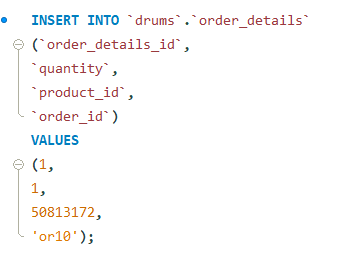 INSERT INTO `drums`.`order_details`
(`order_details_id`,
`quantity`,
`product_id`,
`order_id`)
VALUES
(1,
1,
50813172,
'or10');